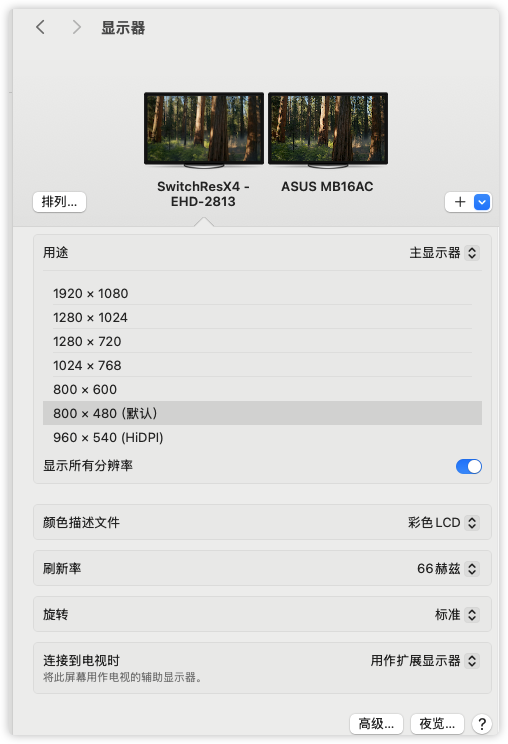 显示器
SwitchResX4 -
EHD-2813
ASUS MB16AC
排列...
+
用途
主显示器
1920 × 1080
1280 × 1024
1280 × 720
1024 × 768
800 × 600
800 × 480 (默认)
960 × 540 (HiDPI)
显示所有分辨率
颜色描述文件
彩色 LCD
刷新率
66 赫兹
旋转
标准
连接到电视时
用作扩展显示器
将此屏幕用作电视的辅助显示器。
高级...
夜览...
?